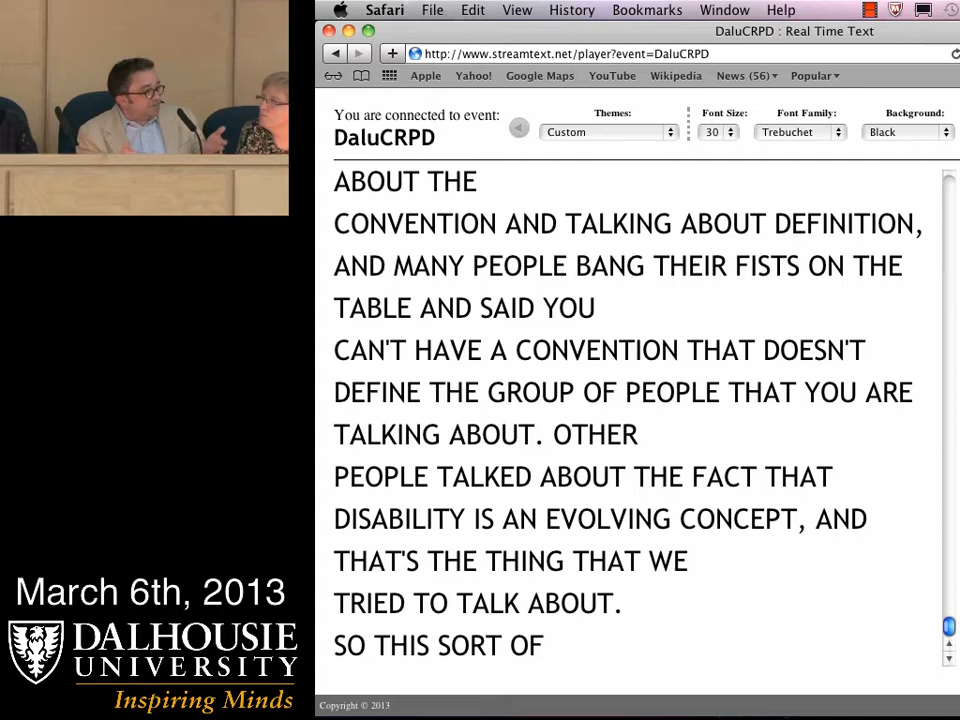 Safari File Edit View History Bookmarks Window Help
DaluCRPD : Real Time Text
http://www.streamtext.net/player?event=DaluCRPD
Apple Yahoo! Google Maps YouTube Wikipedia News (56) Popular
You are connected to event:
DaluCRPD
Themes: Font Size: Font Family: Background:
Custom 30 Trebuchet Black
ABOUT THE
CONVENTION AND TALKING ABOUT DEFINITION,
AND MANY PEOPLE BANG THEIR FISTS ON THE
TABLE AND SAID YOU
CAN'T HAVE A CONVENTION THAT DOESN'T
DEFINE THE GROUP OF PEOPLE THAT YOU ARE
TALKING ABOUT. OTHER
PEOPLE TALKED ABOUT THE FACT THAT
DISABILITY IS AN EVOLVING CONCEPT, AND
THAT'S THE THING THAT WE
TRIED TO TALK ABOUT.
SO THIS SORT OF
Copyright © 2013
March 6th, 2013
DALHOUSIE
UNIVERSITY
Inspiring Minds